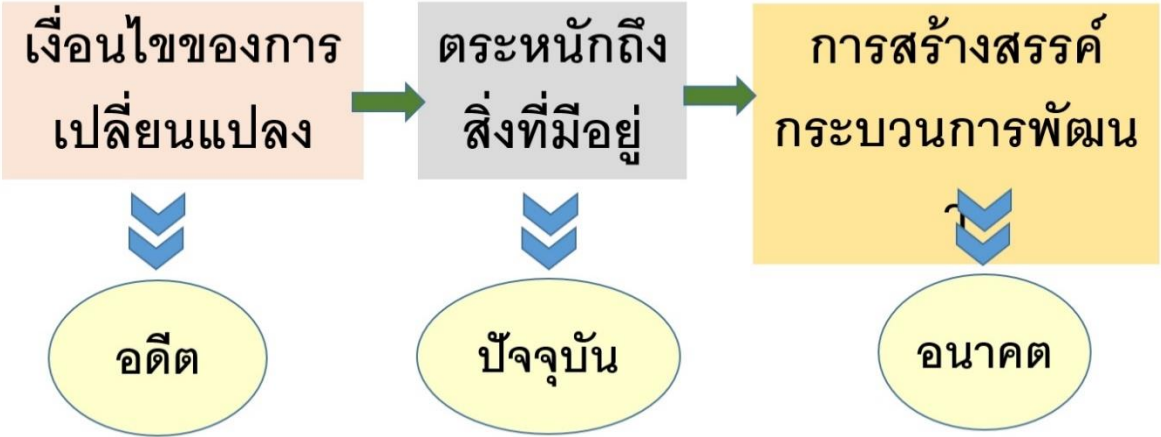 เงื่อนไขของการ
เปลี่ยนแปลง
ตระหนักถึง
สิ่งที่มีอยู่
การสร้างสรรค์
กระบวนการพัฒน
า
อดีต
ปัจจุบัน
อนาคต